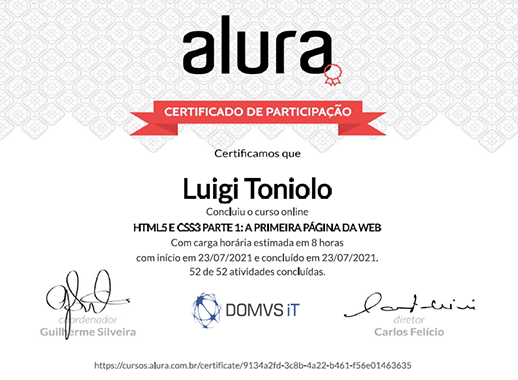 alura
CERTIFICADO DE PARTICIPAÇÃO
Certificamos que
Luigi Toniolo
Concluiu o curso online
HTML5 E CSS3 PARTE 1: A PRIMEIRA PÁGINA DA WEB
Com carga horária estimada em 8 horas
com início em 23/07/2021 e concluído em 23/07/2021.
52 de 52 atividades concluídas.
coordenador
Guilherme Silveira
DOMVS iT
diretor
Carlos Felício
https://cursos.alura.com.br/certificate/9134a2fd-3c8b-4a22-b461-f56e01463635